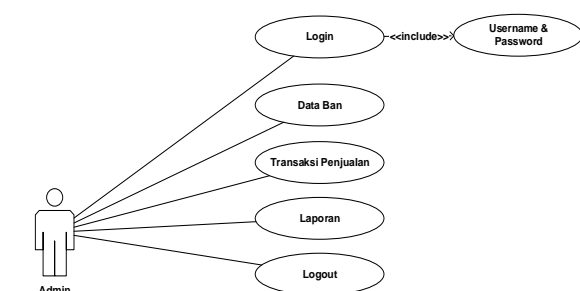 Login
<<include>>
Username &
Password
Data Ban
Transaksi Penjualan
Laporan
Logout
Admin